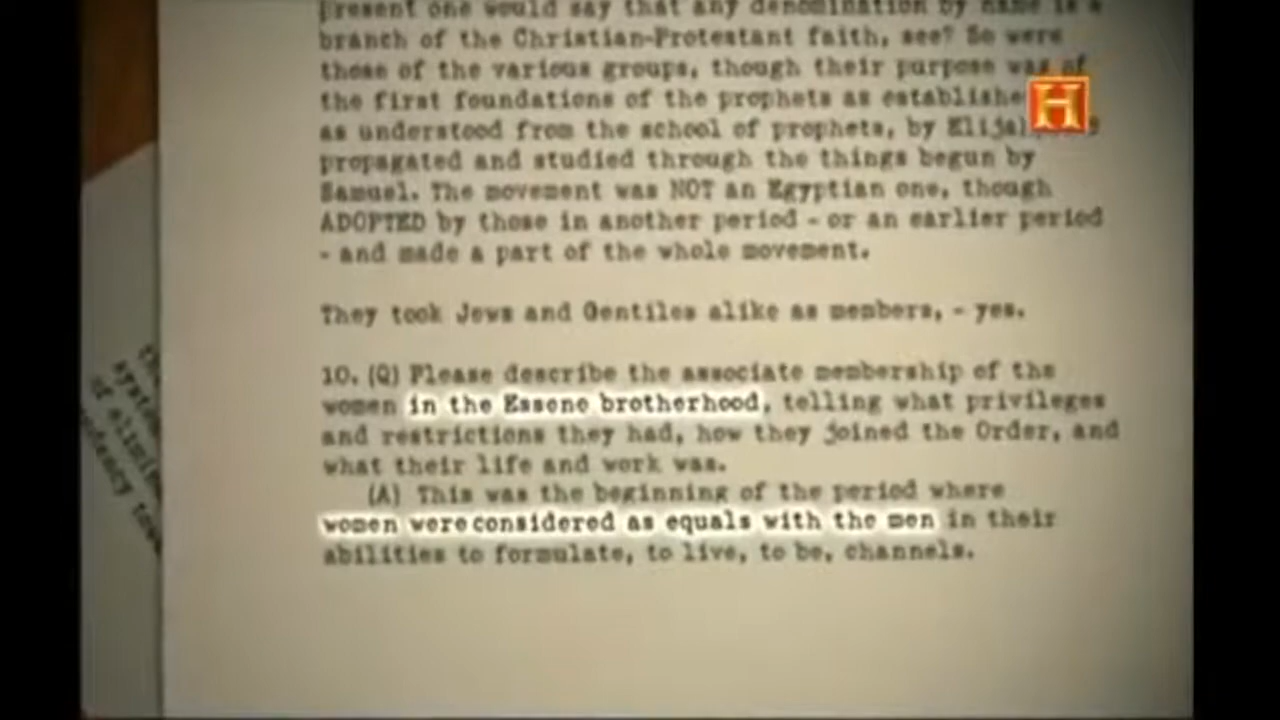 present one would say that any denomination by name is a
branch of the Christian-Protestant faith, see? So were
those of the various groups, though their purpose was of
the first foundations of the prophets as establishe
as understood from the school of prophets, by Elijah
propagated and studied through the things begun by
Samuel. The movement was NOT an Egyptian one, though
ADOPTED by those in another period - or an earlier period
- and made a part of the whole movement.
They took Jews and Gentiles alike as members, - yes.
10. (Q) Please describe the associate membership of the
women in the Essene brotherhood, telling what privileges
and restrictions they had, how they joined the Order, and
what their life and work was.
(A) This was the beginning of the period where
women were considered as equals with the men in their
abilities to formulate, to live, to be, channels.
H
system
of elimin